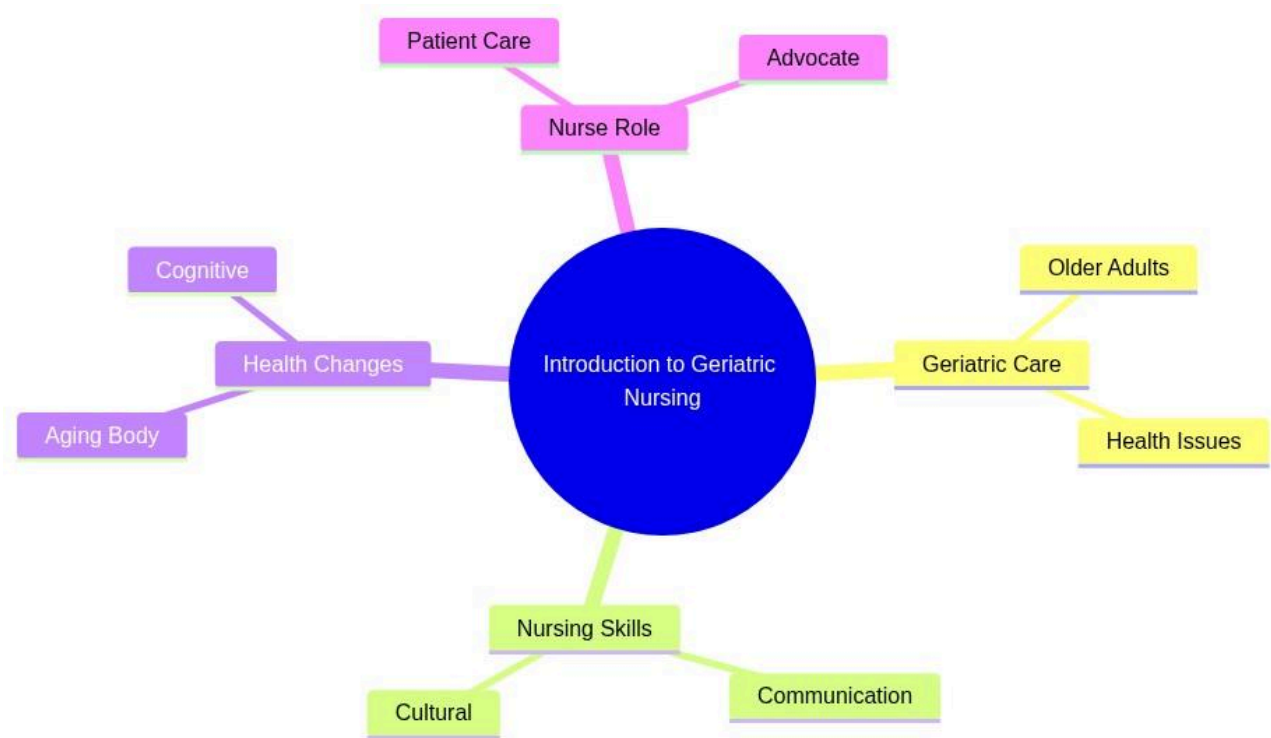 Patient Care
Advocate
Nurse Role
Cognitive
Older Adults
Health Changes
Introduction to Geriatric
Nursing
Geriatric Care
Aging Body
Health Issues
Nursing Skills
Cultural
Communication